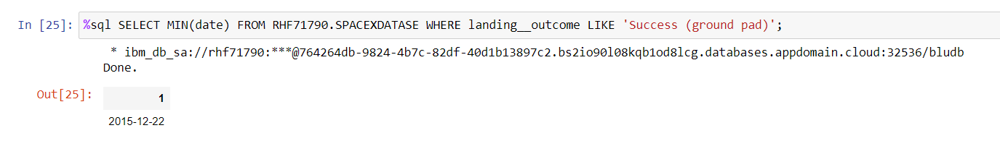 In [25]: %sql SELECT MIN(date) FROM RHF71790.SPACEXDATASE WHERE landing__outcome LIKE 'Success (ground pad)';
* ibm_db_sa://rhf71790:***@764264db-9824-4b7c-82df-40d1b13897c2.bs2io90l08kqb1od8lcg.databases.appdomain.cloud:32536/bludb
Done.
Out[25]: 1
2015-12-22